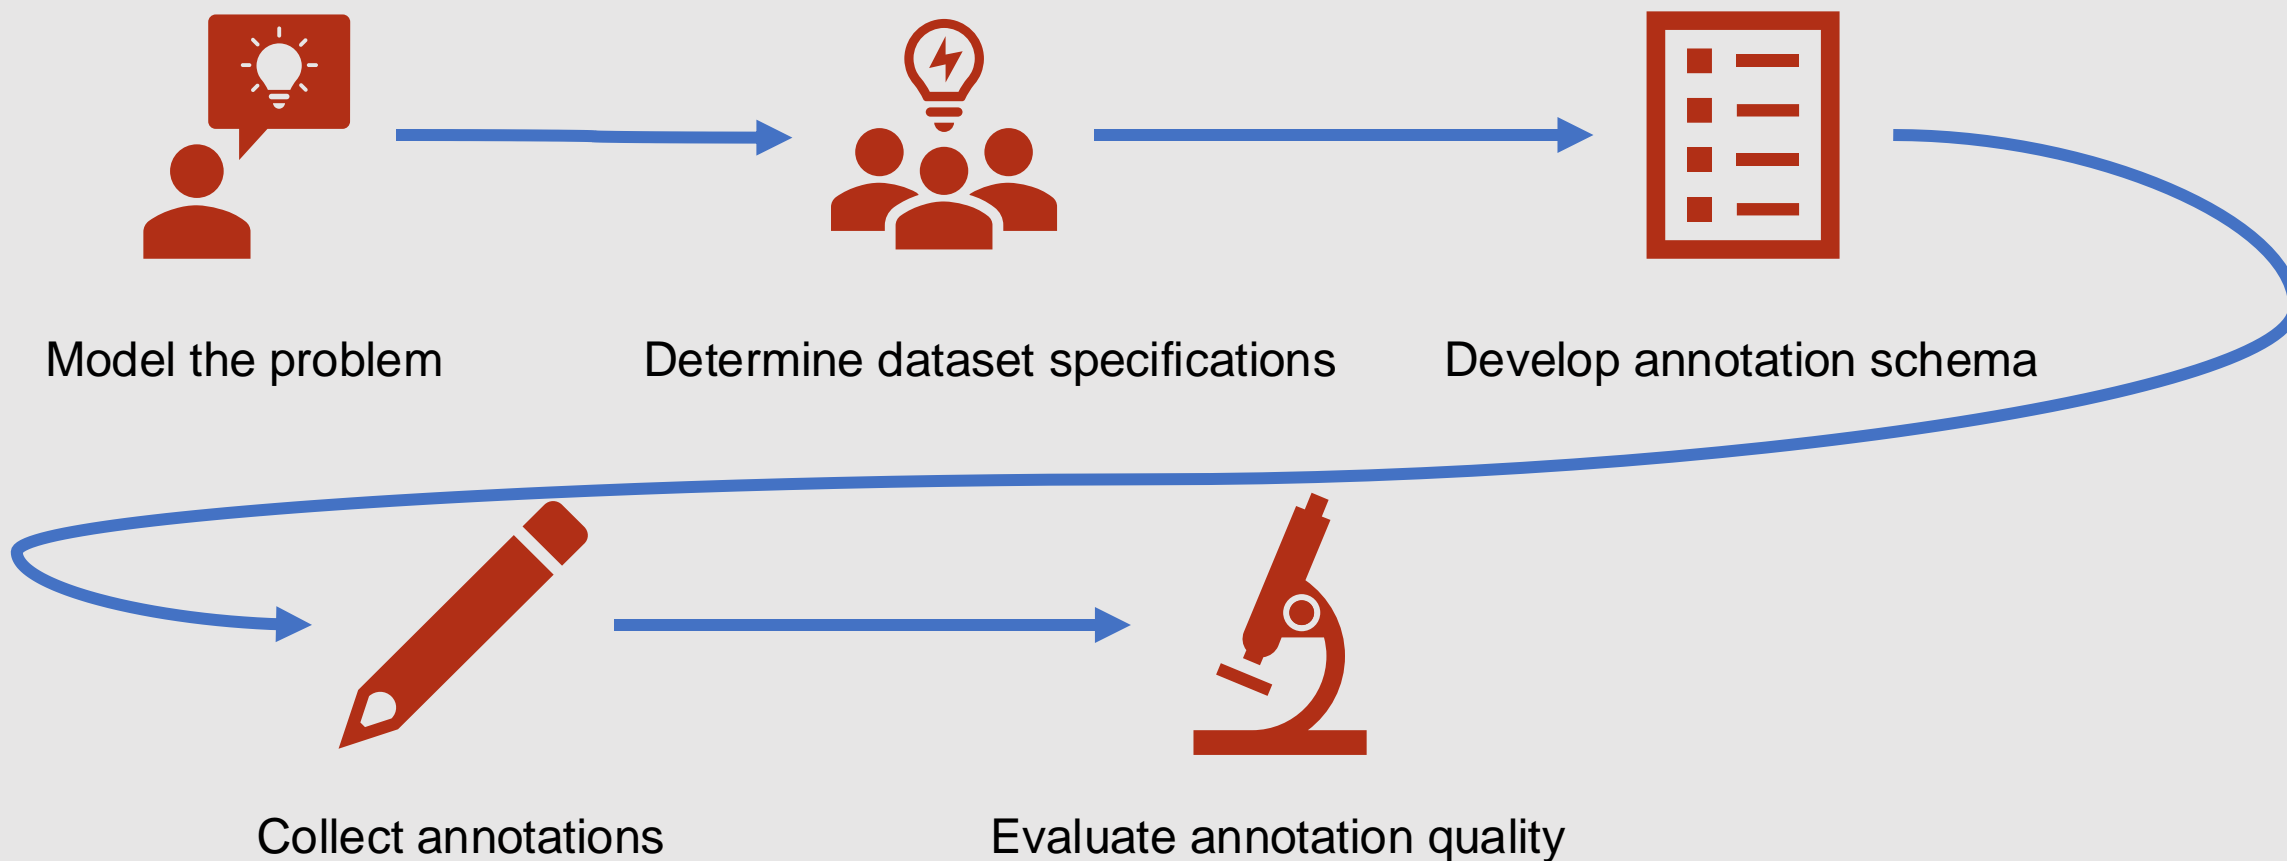 Model the problem
Determine dataset specifications
Develop annotation schema
Collect annotations
Evaluate annotation quality